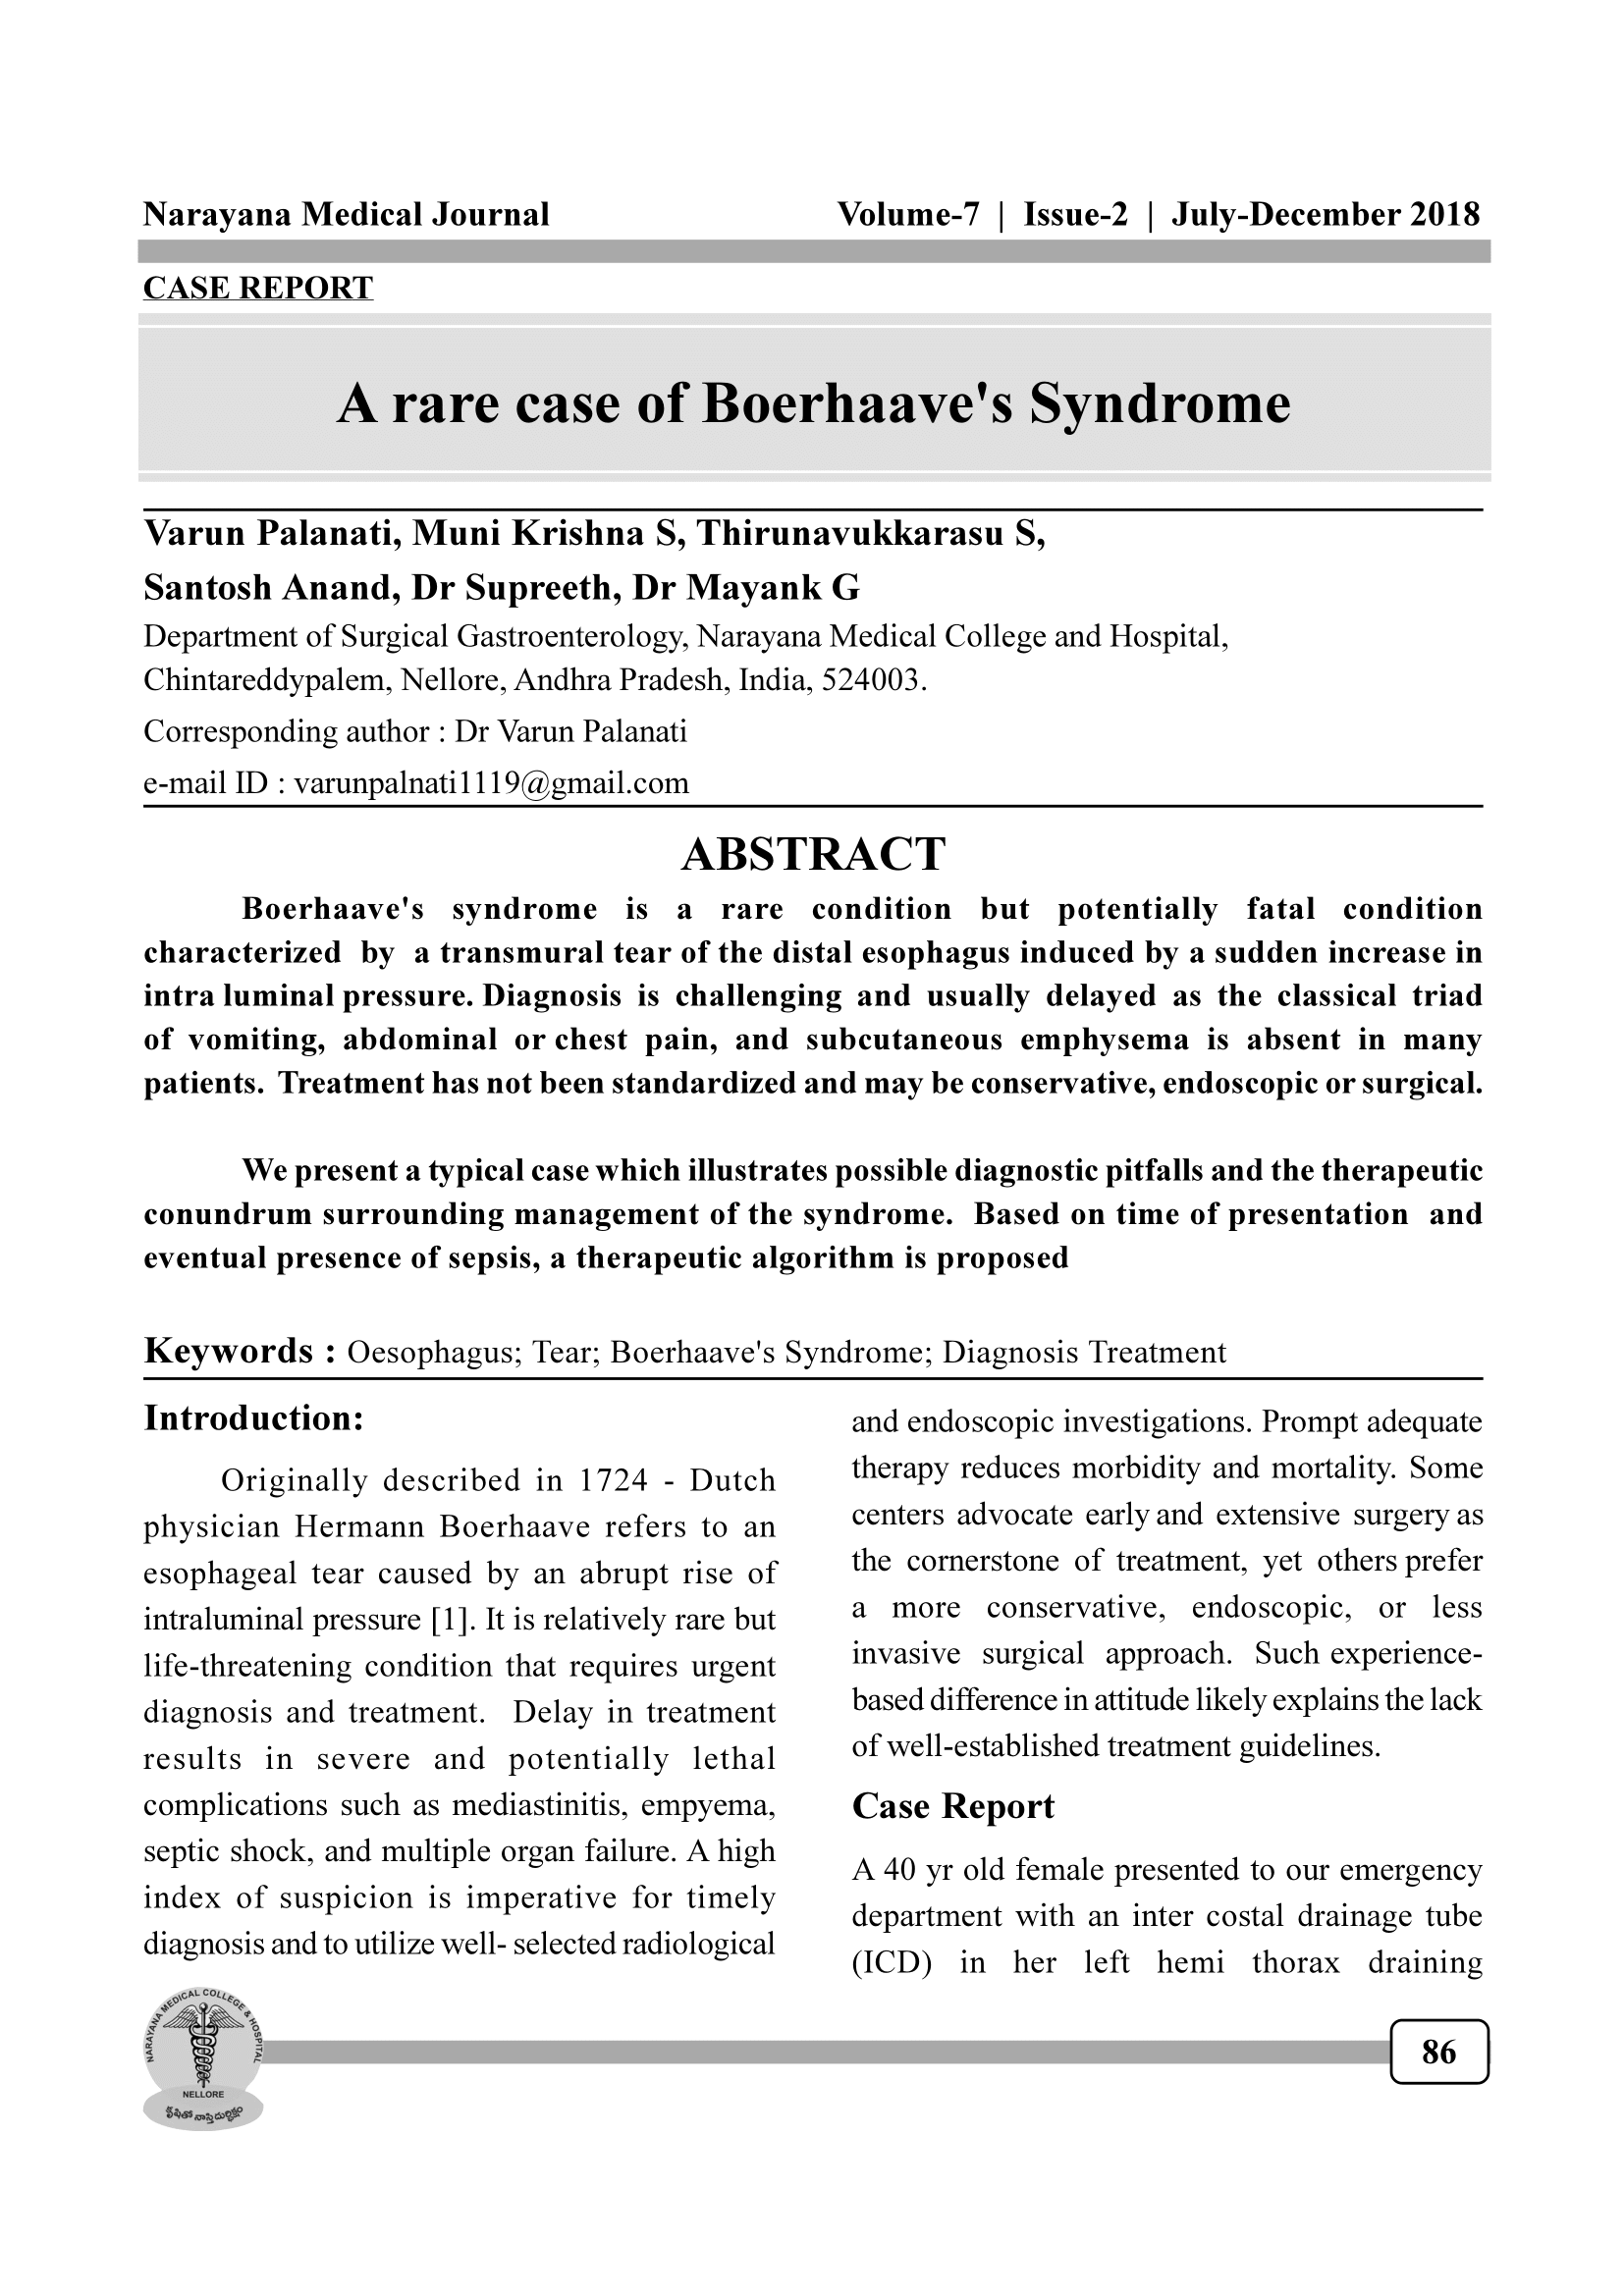 Narayana Medical Journal
Volume-7 | Issue-2 | July-December 2018
CASE REPORT
A rare case of Boerhaave's Syndrome
Varun Palanati, Muni Krishna S, Thirunavukkarasu S,
Santosh Anand, Dr Supreeth, Dr Mayank G
Department of Surgical Gastroenterology, Narayana Medical College and Hospital,
Chintareddypalem, Nellore, Andhra Pradesh, India, 524003.
Corresponding author : Dr Varun Palanati
e-mail ID : varunpalnati1119@gmail.com
ABSTRACT
Boerhaave's syndrome is a rare condition but potentially fatal condition
characterized by a transmural tear of the distal esophagus induced by a sudden increase in
intra luminal pressure. Diagnosis is challenging and usually delayed as the classical triad
of vomiting, abdominal or chest pain, and subcutaneous emphysema is absent in many
patients. Treatment has not been standardized and may be conservative, endoscopic or surgical.
We present a typical case which illustrates possible diagnostic pitfalls and the therapeutic
conundrum surrounding management of the syndrome. Based on time of presentation and
eventual presence of sepsis, a therapeutic algorithm is proposed
Keywords : Oesophagus; Tear; Boerhaave's Syndrome; Diagnosis Treatment
Introduction:
Originally described in 1724 - Dutch
physician Hermann Boerhaave refers to an
esophageal tear caused by an abrupt rise of
intraluminal pressure [1]. It is relatively rare but
life-threatening condition that requires urgent
diagnosis and treatment. Delay in treatment
results in severe and potentially lethal
complications such as mediastinitis, empyema,
septic shock, and multiple organ failure. A high
index of suspicion is imperative for timely
diagnosis and to utilize well- selected radiological
and endoscopic investigations. Prompt adequate
therapy reduces morbidity and mortality. Some
centers advocate early and extensive surgery as
the cornerstone of treatment, yet others prefer
a more conservative, endoscopic, or less
invasive surgical approach. Such experience-
based difference in attitude likely explains the lack
of well-established treatment guidelines.
Case Report
A 40 yr old female presented to our emergency
department with an inter costal drainage tube
(ICD) in her left hemi thorax draining
NARAYANA MEDICAL COLLEGE & HOSPITAL
NELLORE
కృషితో నాస్తి దుర్భిక్షం
86